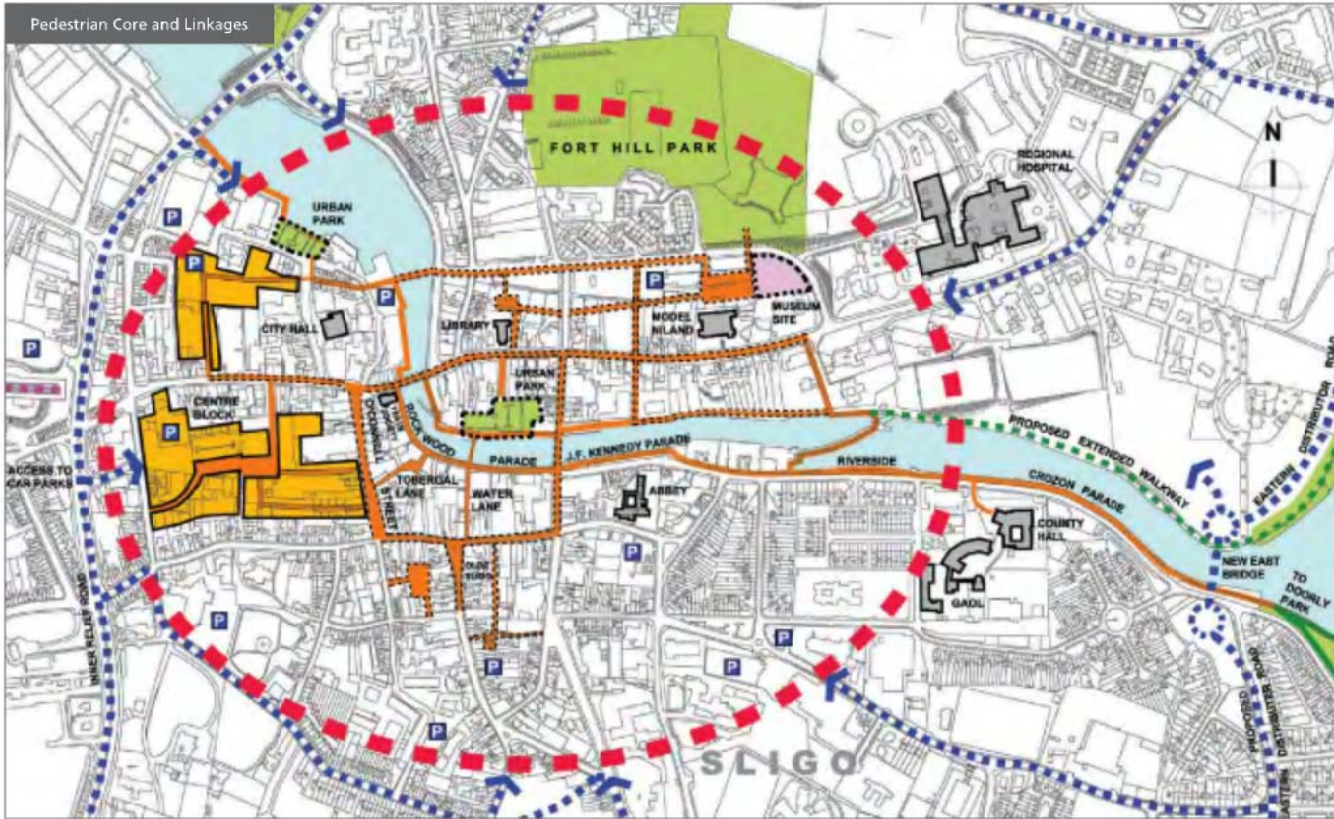 Pedestrian Core and Linkages
FORT HILL PARK
N
REGIONAL
HOSPITAL
URBAN
PARK
P
P
P
P
P
P
CITY HALL
LIBRARY
MODEL
NILAND
MUSEUM
SITE
URBAN
PARK
CENTRE
BLOCK
P
ROCKWOOD
PARADE
J.F. KENNEDY PARADE
RIVERSIDE
PROPOSED EXTENDED WALKWAY
EASTERN DISTRIBUTOR ROAD
ACCESS TO
CAR PARKS
O'DONNELL
STREET
TOBERGAL
LANE
WATER
LANE
ABBEY
CROZON PARADE
COUNTY
HALL
GAOL
NEW EAST
BRIDGE
TO
DOORLY
PARK
INNER RELIEF ROAD
P
P
P
P
P
P
PROPOSED
EASTERN DISTRIBUTER ROAD
SLIGO